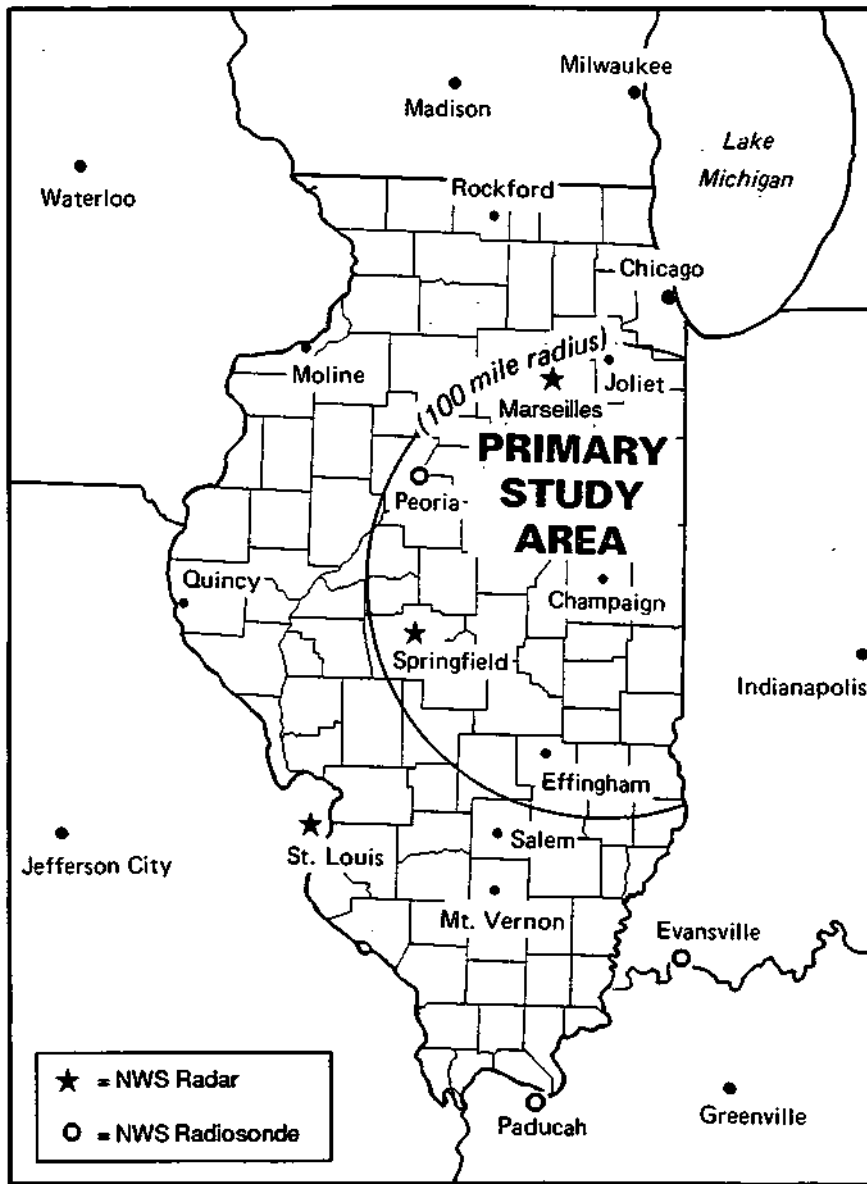 Milwaukee
Madison
Lake
Michigan
Waterloo
Rockford
Chicago
(100 mile radius)
Moline
Joliet
Marseilles
PRIMARY
STUDY
AREA
Peoria
Quincy
Champaign
Springfield
Indianapolis
Effingham
Salem
St. Louis
Jefferson City
Mt. Vernon
Evansville
★ = NWS Radar
O = NWS Radiosonde
Paducah
Greenville